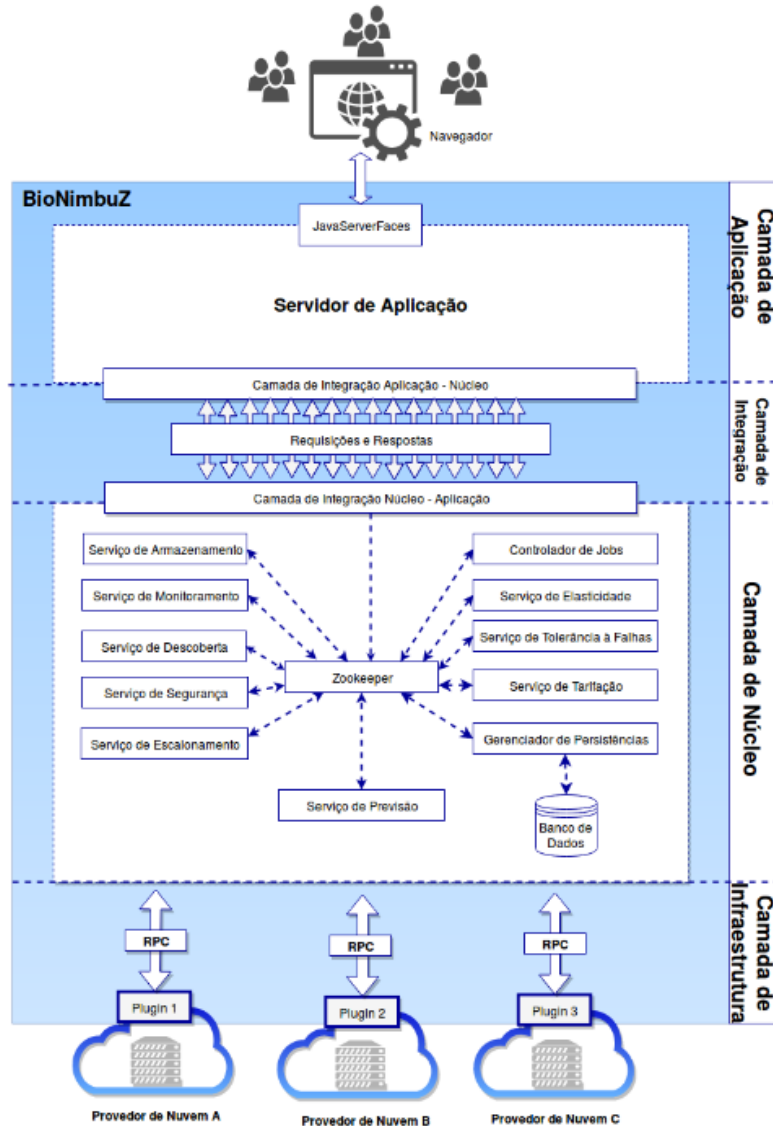 Navegador
BioNimbuZ
JavaServerFaces
Servidor de Aplicação
Camada de
Aplicação
Camada de Integração Aplicação - Núcleo
Requisições e Respostas
Camada de
Integração
Camada de Integração Núcleo - Aplicação
Serviço de Armazenamento
Controlador de Jobs
Serviço de Monitoramento
Serviço de Elasticidade
Serviço de Descoberta
Serviço de Tolerância à Falhas
Zookeeper
Serviço de Segurança
Serviço de Tarifação
Serviço de Escalonamento
Gerenciador de Persistências
Camada de Núcleo
Serviço de Previsão
Banco de
Dados
RPC
RPC
RPC
Camada de
Infraestrutura
Plugin 1
Plugin 2
Plugin 3
Provedor de Nuvem A
Provedor de Nuvem B
Provedor de Nuvem C